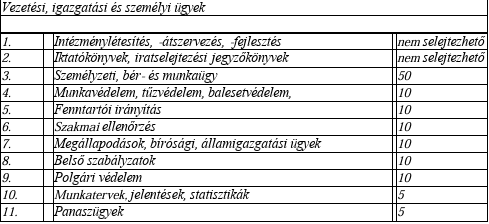 Vezetési, igazgatási és személyi ügyek
1. Intézménylétesítés, -átszervezés, -fejlesztés nem selejtezhető
2. Iktatókönyvek, iratselejtezési jegyzőkönyvek nem selejtezhető
3. Személyzeti, bér- és munkaügy 50
4. Munkavédelem, tűzvédelem, balesetvédelem, 10
5. Fenntartói irányítás 10
6. Szakmai ellenőrzés 10
7. Megállapodások, bírósági, államigazgatási ügyek 10
8. Belső szabályzatok 10
9. Polgári védelem 10
10. Munkatervek, jelentések, statisztikák 5
11. Panaszügyek 5